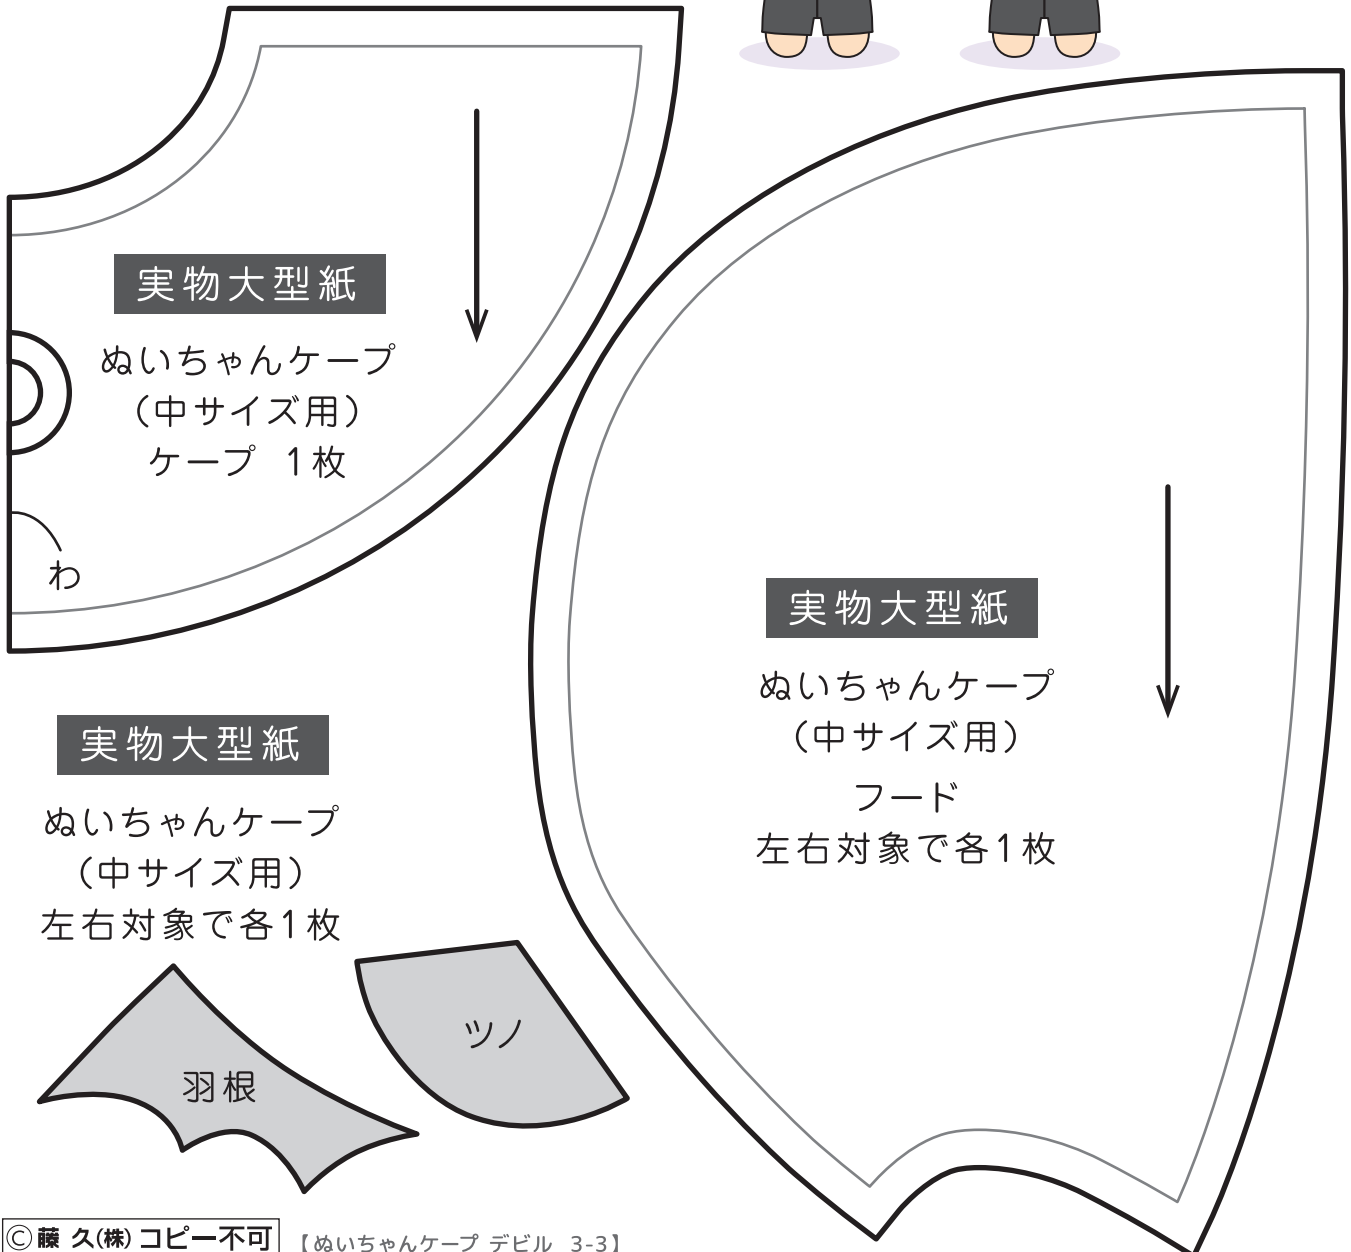 実物大型紙
ぬいちゃんケープ
（中サイズ用）
ケープ 1枚
わ
実物大型紙
ぬいちゃんケープ
（中サイズ用）
フード
左右対象で各1枚
実物大型紙
ぬいちゃんケープ
（中サイズ用）
左右対象で各1枚
羽根
ツノ
Ⓒ藤久(株)コピー不可
【ぬいちゃんケープ デビル 3-3】